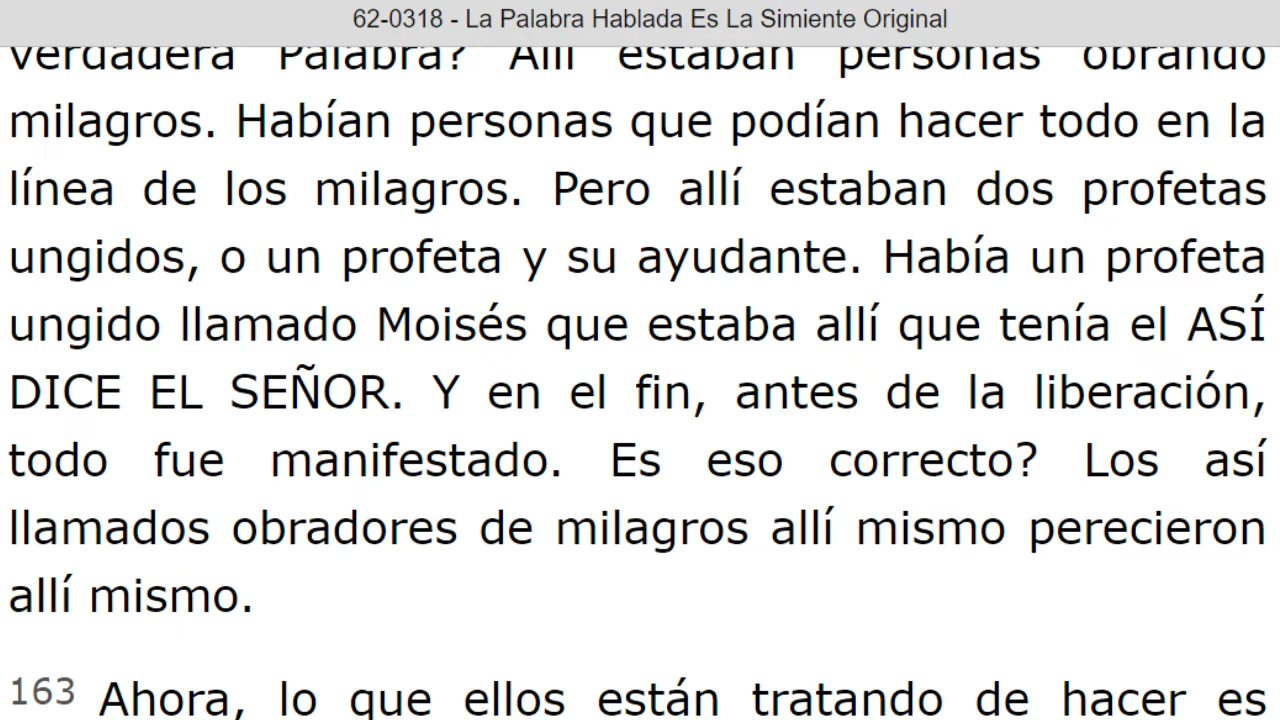 62-0318 - La Palabra Hablada Es La Simiente Original
verdadera Palabra? Allí estaban personas obrando
milagros. Habían personas que podían hacer todo en la
línea de los milagros. Pero allí estaban dos profetas
ungidos, o un profeta y su ayudante. Había un profeta
ungido llamado Moisés que estaba allí que tenía el ASÍ
DICE EL SEÑOR. Y en el fin, antes de la liberación,
todo fue manifestado. Es eso correcto? Los así
llamados obradores de milagros allí mismo perecieron
allí mismo.
163 Ahora, lo que ellos están tratando de hacer es